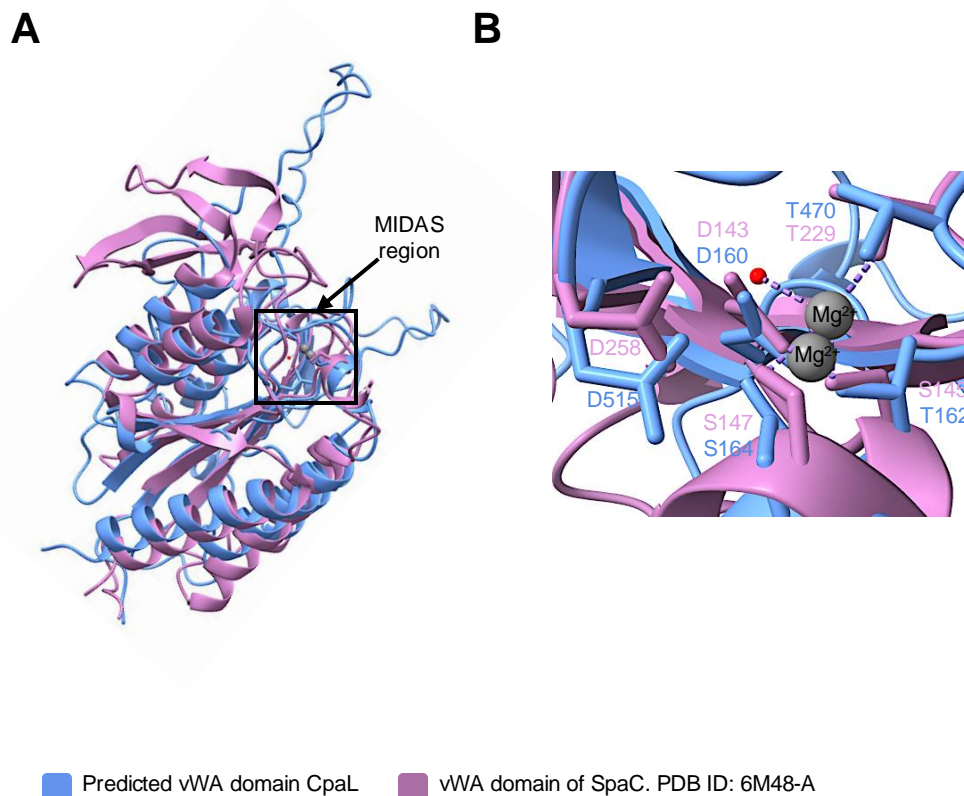 A
B
MIDAS
region
D143
D160
T470
T229
Mg²⁺
Mg²⁺
D258
D515
S147
S164
T162
Predicted vWA domain CpaL
vWA domain of SpaC. PDB ID: 6M48-A